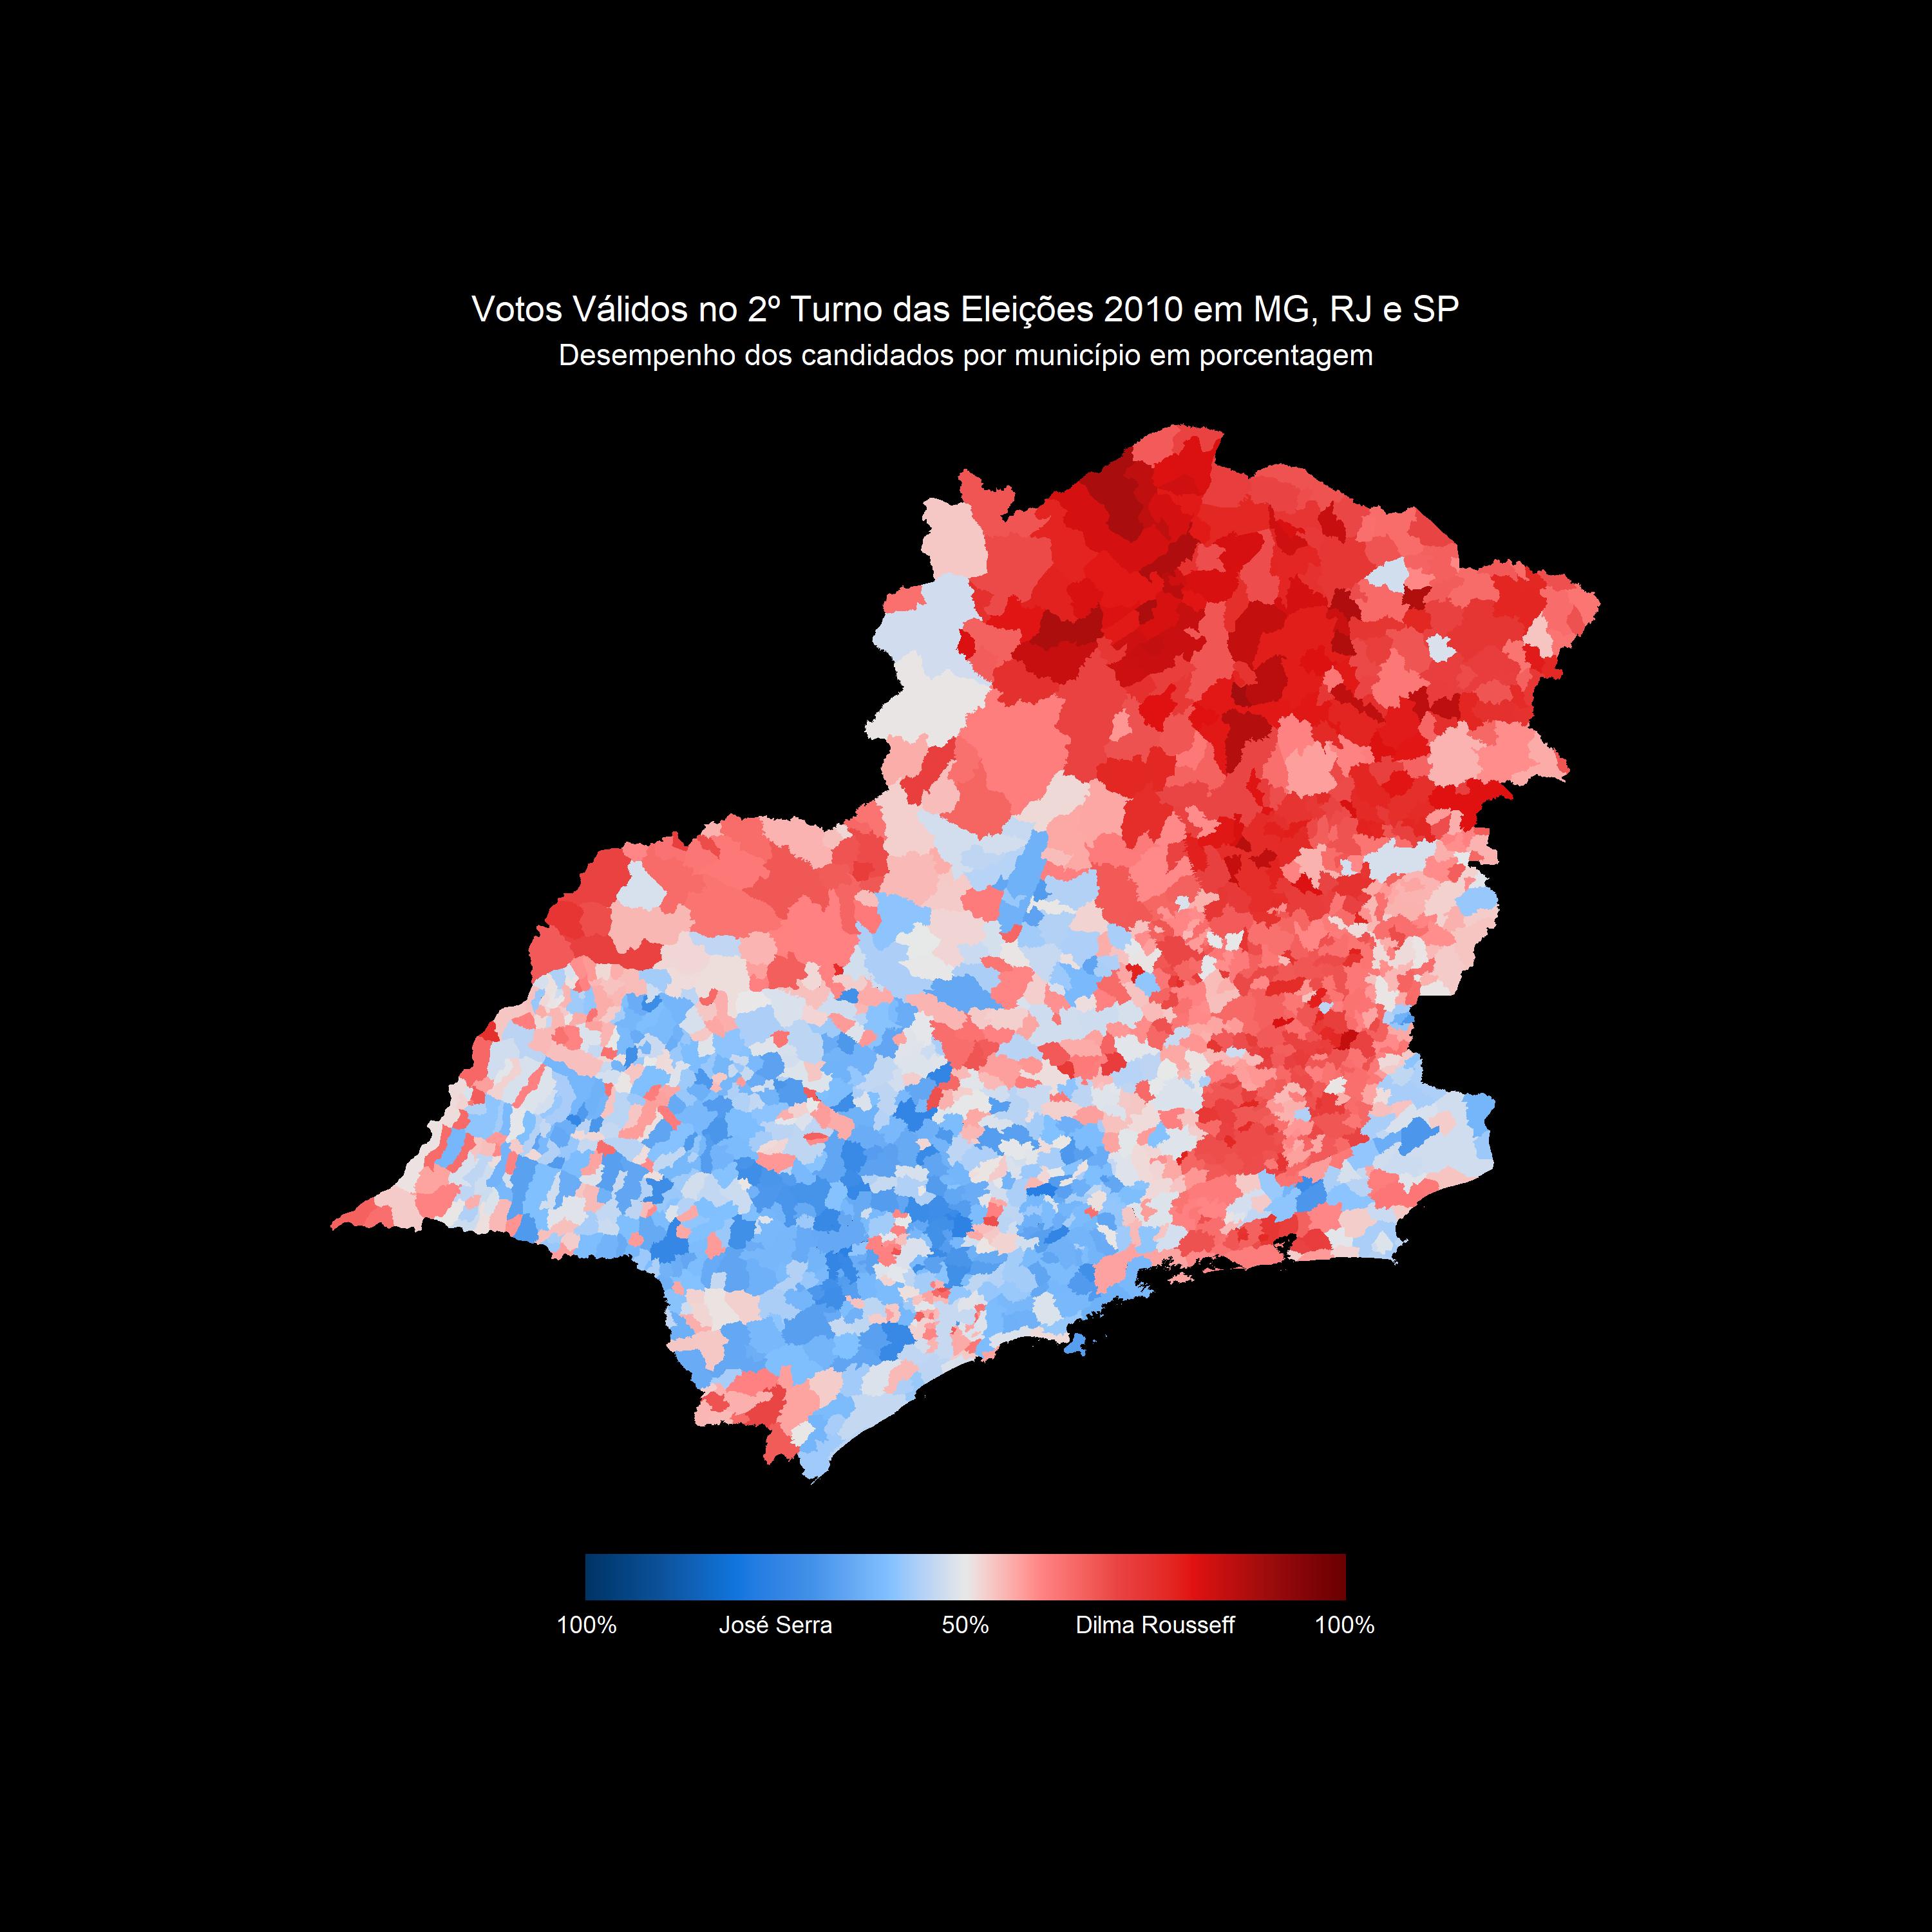 Votos Válidos no 2º Turno das Eleições 2010 em MG, RJ e SP
Desempenho dos candidados por município em porcentagem
100% José Serra 50% Dilma Rousseff 100%